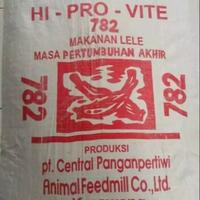 HI - PRO - VITE
782
MAKANAN LELE
MASA PERTUMBUHAN AKHIR
782
782
PRODUKSI
pt. Central Panganpertiwi
Animal Feedmill Co., Ltd.